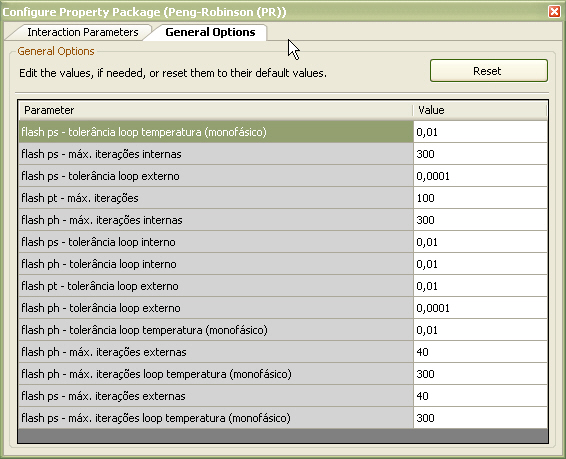 Configure Property Package (Peng-Robinson (PR))
Interaction Parameters General Options
General Options
Edit the values, if needed, or reset them to their default values. Reset
Parameter Value
flash ps - tolerância loop temperatura (monofásico) 0,01
flash ps - máx. iterações internas 300
flash ps - tolerância loop externo 0,0001
flash pt - máx. iterações 100
flash ph - máx. iterações internas 300
flash ps - tolerância loop interno 0,01
flash ph - tolerância loop interno 0,01
flash pt - tolerância loop externo 0,01
flash ph - tolerância loop externo 0,0001
flash ph - tolerância loop temperatura (monofásico) 0,01
flash ph - máx. iterações externas 40
flash ph - máx. iterações loop temperatura (monofásico) 300
flash ps - máx. iterações externas 40
flash ps - máx. iterações loop temperatura (monofásico) 300